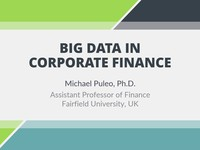 BIG DATA IN
CORPORATE FINANCE
Michael Puleo, Ph.D.
Assistant Professor of Finance
Fairfield University, UK